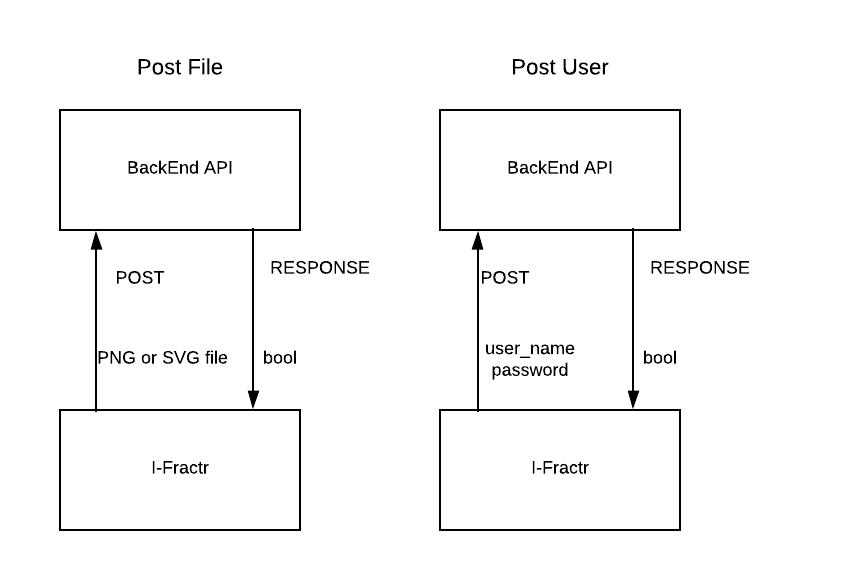 Post File
BackEnd API
POST
RESPONSE
PNG or SVG file
bool
I-Fractr
Post User
BackEnd API
POST
RESPONSE
user_name
password
bool
I-Fractr